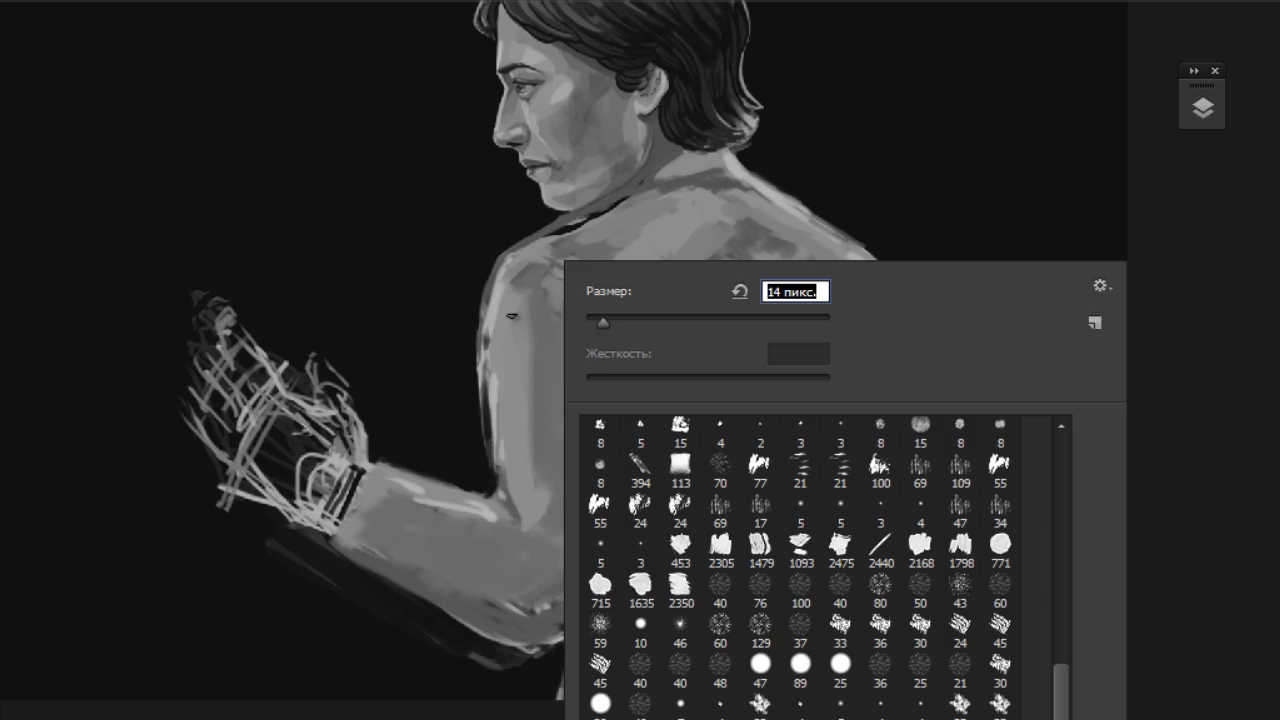 Размер:
14 пикс.
Жесткость:
8 5 15 4 2 3 3 8 15 8 8
8 394 113 70 77 21 21 100 69 109 55
55 24 24 69 17 5 5 3 4 47 34
5 3 453 2305 1479 1093 2475 2440 2168 1798 771
715 1635 2350 40 76 100 40 80 50 43 60
59 10 46 60 129 37 33 36 30 24 45
45 40 40 48 47 89 25 36 25 21 30